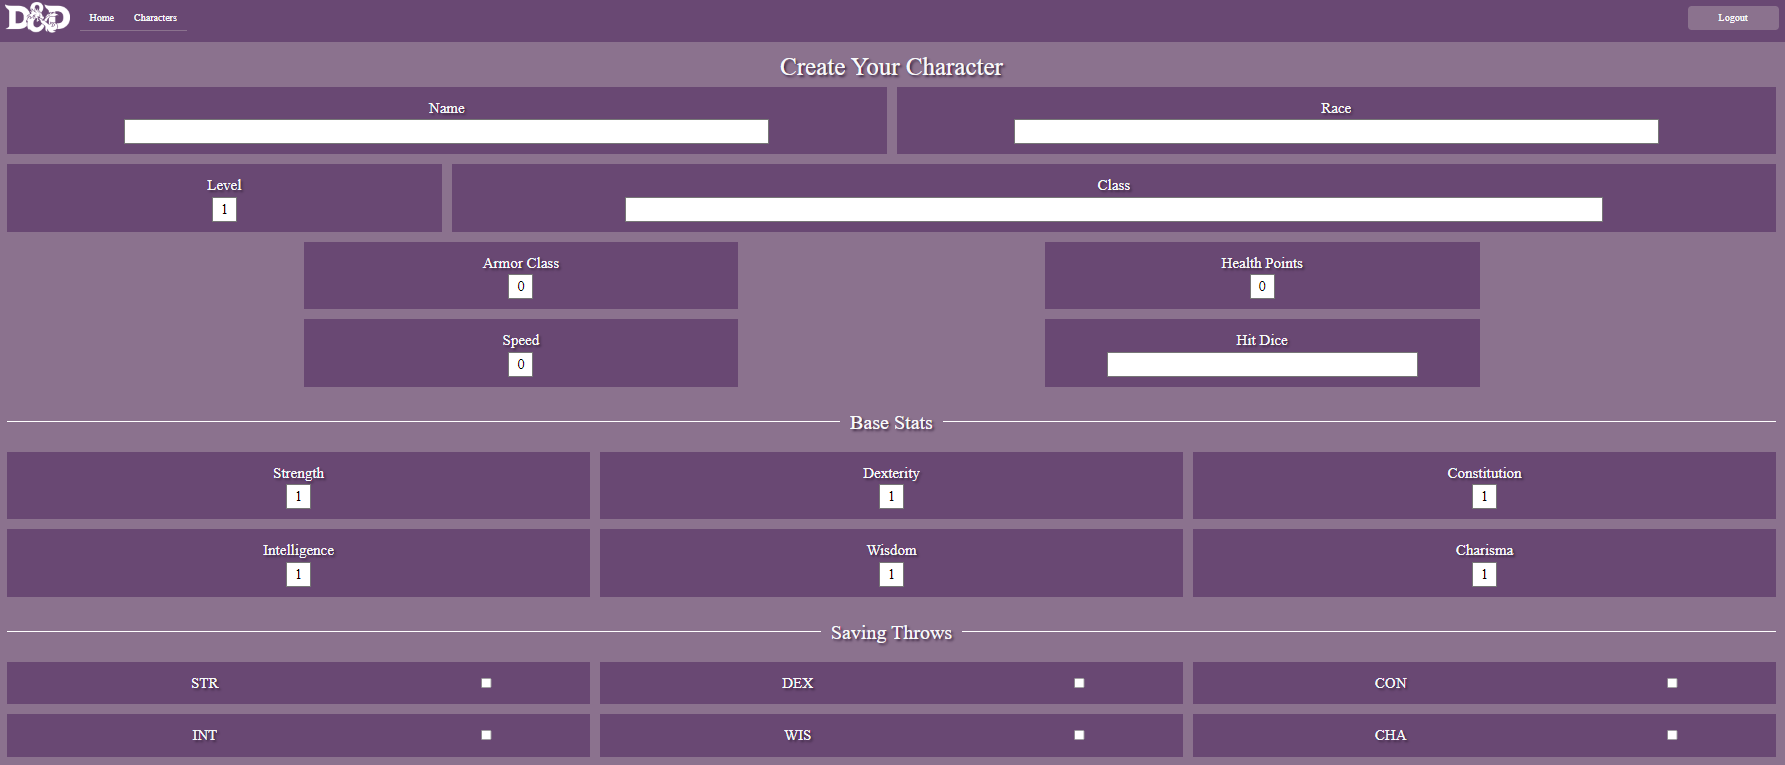 D&D Home Characters Logout
Create Your Character
Name Race
Level Class
1
Armor Class Health Points
0 0
Speed Hit Dice
0
Base Stats
Strength Dexterity Constitution
1 1 1
Intelligence Wisdom Charisma
1 1 1
Saving Throws
STR DEX CON
INT WIS CHA